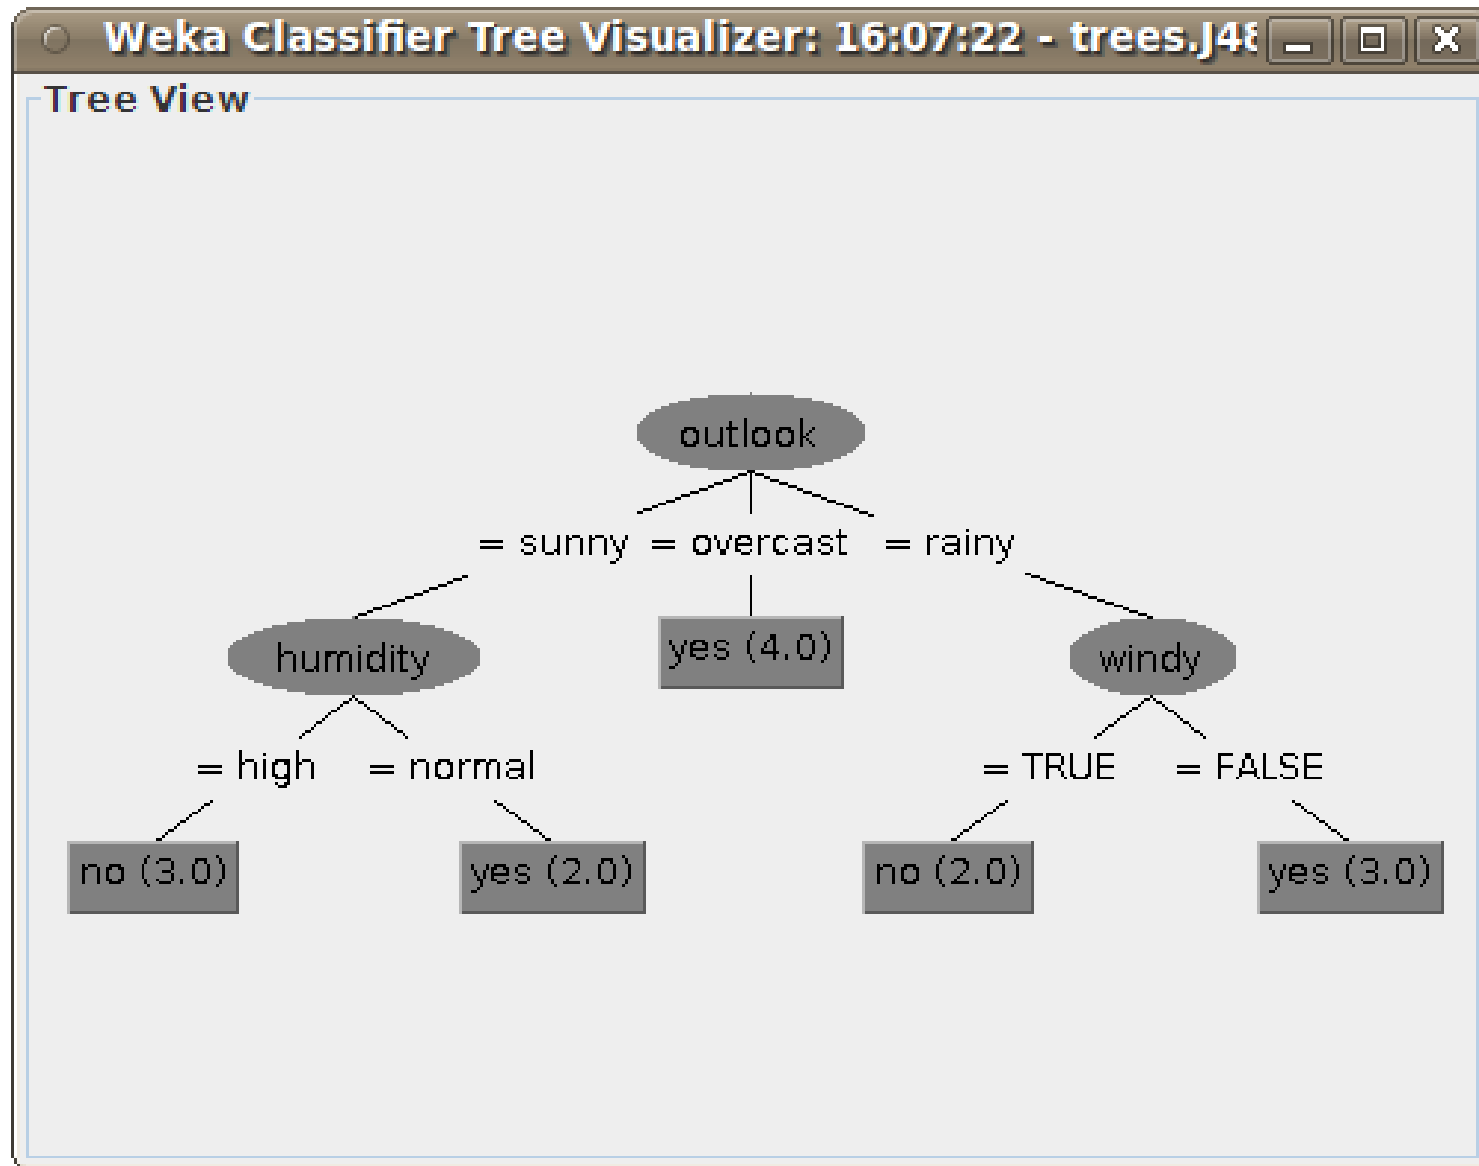 Weka Classifier Tree Visualizer: 16:07:22 - trees.J48
Tree View
outlook
= sunny = overcast = rainy
humidity yes (4.0) windy
= high = normal = TRUE = FALSE
no (3.0) yes (2.0) no (2.0) yes (3.0)